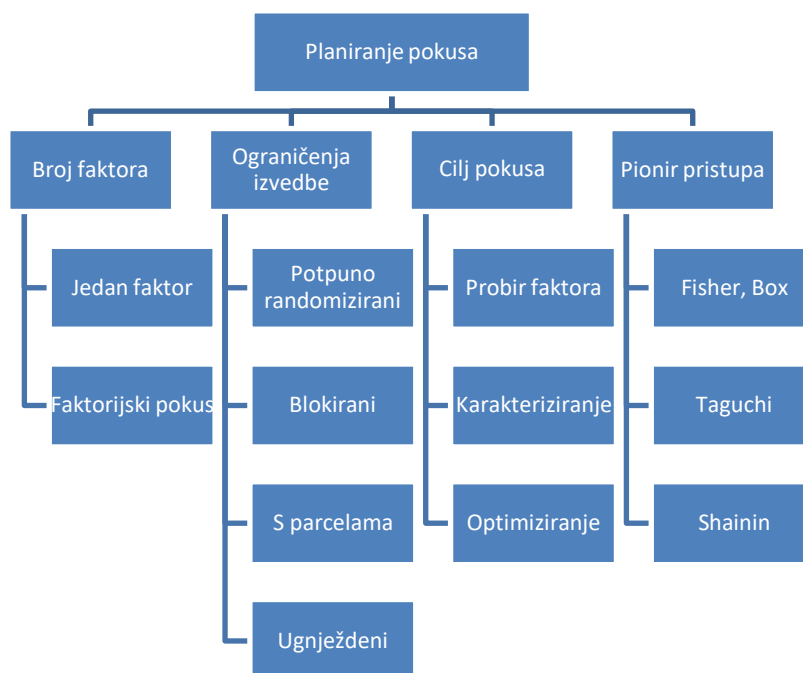 Planiranje pokusa
Broj faktora
Ograničenja
izvedbe
Cilj pokusa
Pionir pristupa
Jedan faktor
Faktorijski pokus
Potpuno
randomizirani
Blokirani
S parcelama
Ugnježdeni
Probir faktora
Karakteriziranje
Optimiziranje
Fisher, Box
Taguchi
Shainin